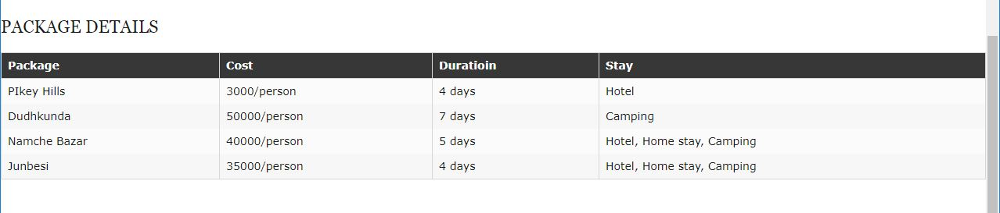 PACKAGE DETAILS
Package Cost Duratioin Stay
PIkey Hills 3000/person 4 days Hotel
Dudhkunda 50000/person 7 days Camping
Namche Bazar 40000/person 5 days Hotel, Home stay, Camping
Junbesi 35000/person 4 days Hotel, Home stay, Camping